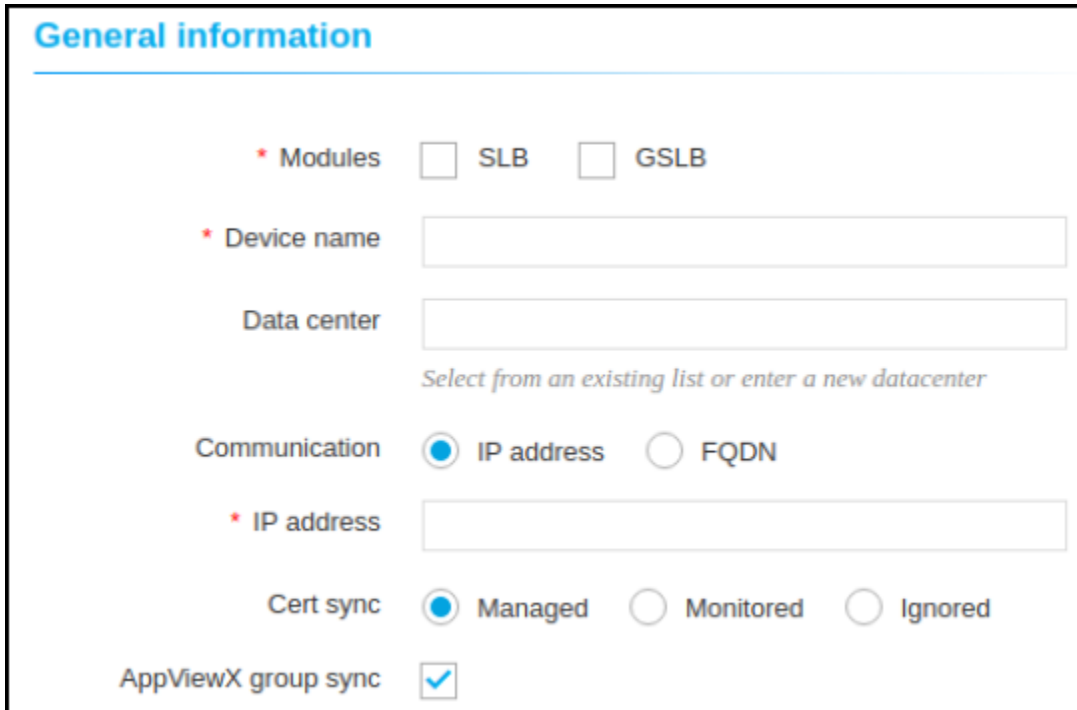 General information
* Modules SLB GSLB
* Device name
Data center
Select from an existing list or enter a new datacenter
Communication IP address FQDN
* IP address
Cert sync Managed Monitored Ignored
AppViewX group sync